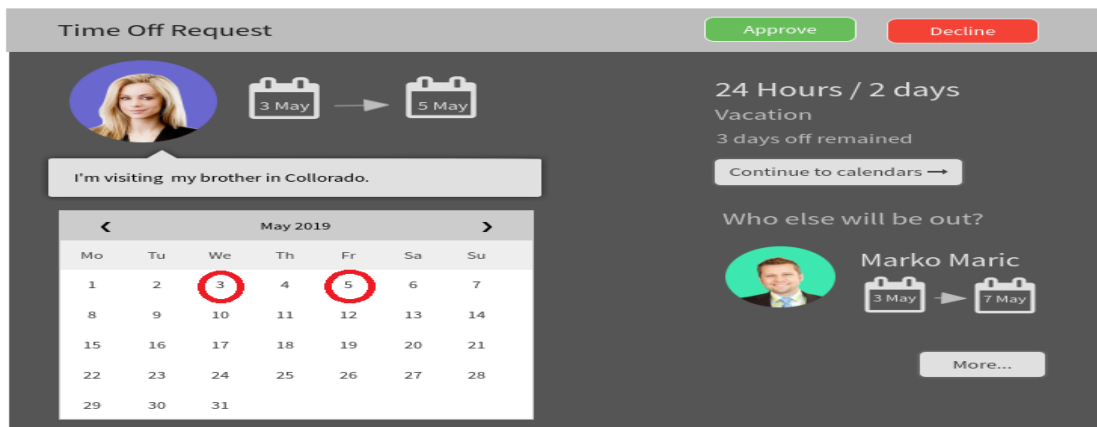 Time Off Request
Approve
Decline
3 May
5 May
I'm visiting my brother in Collorado.
May 2019
Mo Tu We Th Fr Sa Su
1 2 3 4 5 6 7
8 9 10 11 12 13 14
15 16 17 18 19 20 21
22 23 24 25 26 27 28
29 30 31
24 Hours / 2 days
Vacation
3 days off remained
Continue to calendars →
Who else will be out?
Marko Maric
3 May
7 May
More...